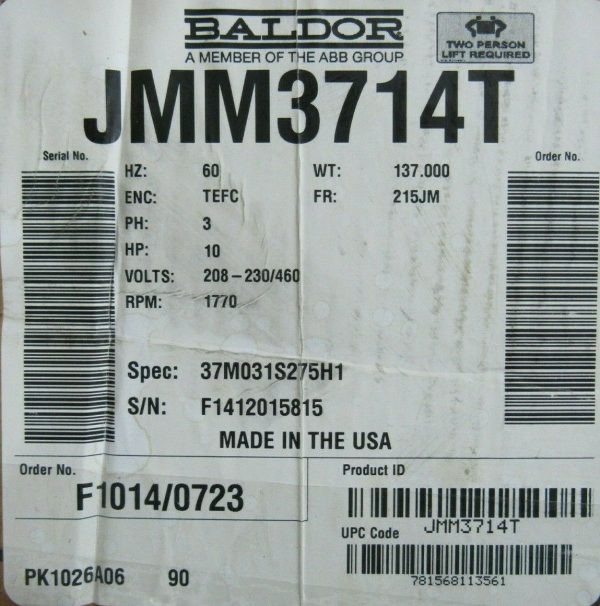 BALDOR
A MEMBER OF THE ABB GROUP
TWO PERSON
LIFT REQUIRED
JMM3714T
Serial No.
Order No.
HZ: 60 WT: 137.000
ENC: TEFC FR: 215JM
PH: 3
HP: 10
VOLTS: 208-230/460
RPM: 1770
Spec: 37M031S275H1
S/N: F1412015815
MADE IN THE USA
Order No.
F1014/0723
Product ID
JMM3714T
UPC Code
781568113561
PK1026A06 90